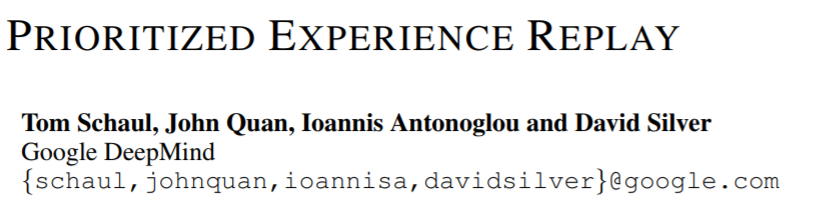 PRIORITIZED EXPERIENCE REPLAY
Tom Schaul, John Quan, Ioannis Antonoglou and David Silver
Google DeepMind
{schaul,johnquan,ioannisa,davidsilver}@google.com